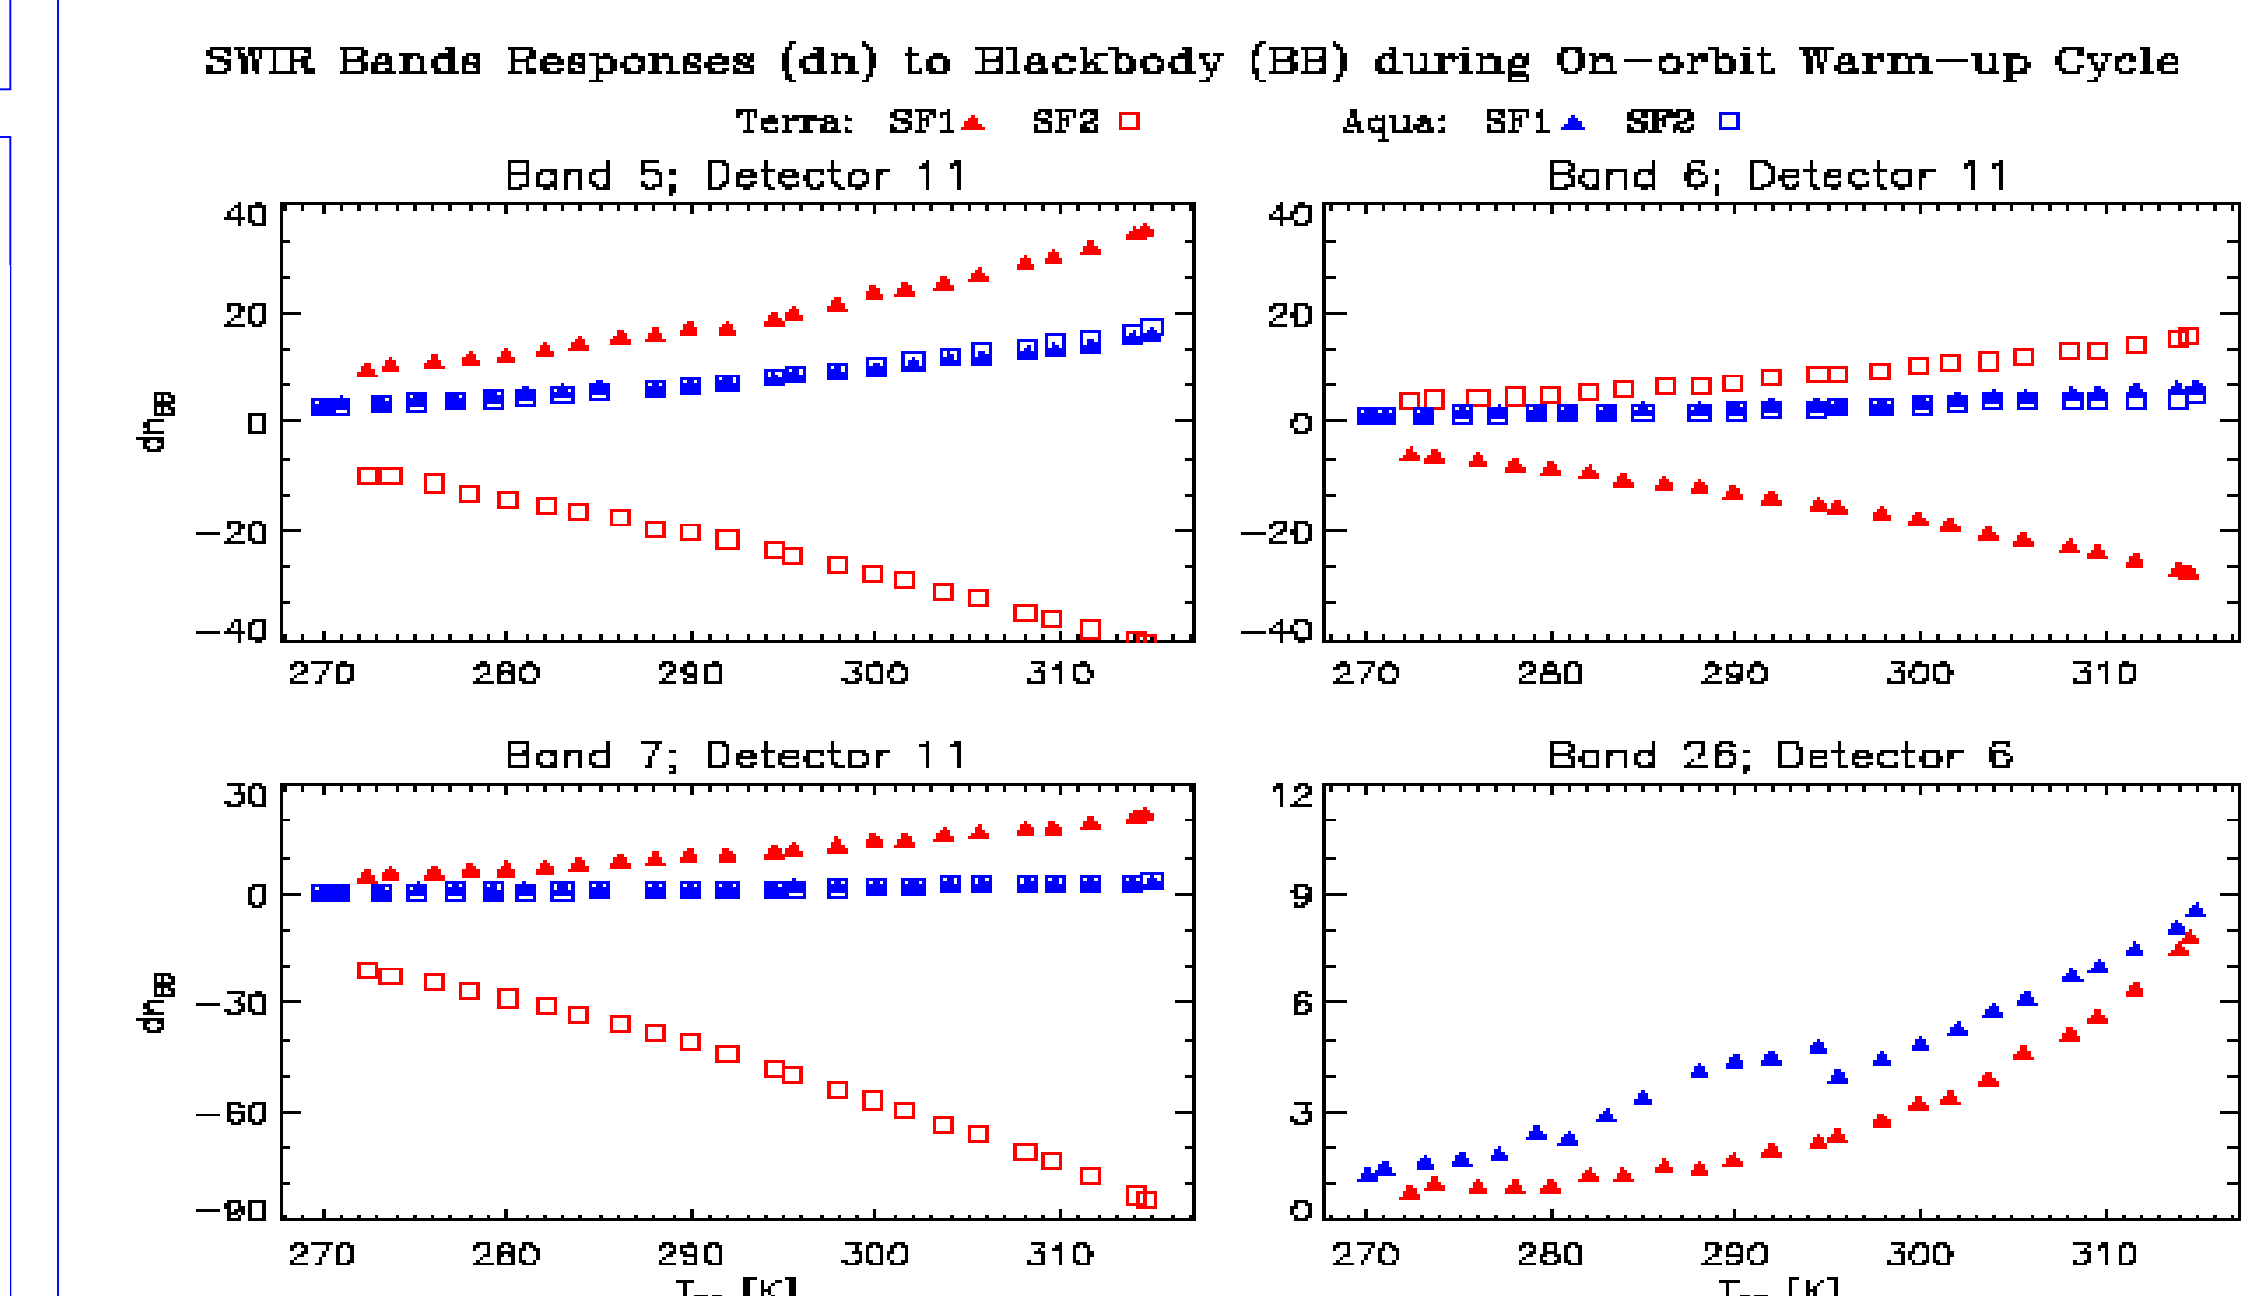 SWIR Bands Responses (dn) to Blackbody (BB) during On-orbit Warm-up Cycle
Terra: SF1 SF2 Aqua: SF1 SF2
Band 5; Detector 11
Band 6; Detector 11
40
20
0
-20
-40
dnBB
270 280 290 300 310
40
20
0
-20
-40
270 280 290 300 310
Band 7; Detector 11
Band 26; Detector 6
30
0
-30
-60
-90
dnBB
270 280 290 300 310
12
9
6
3
0
270 280 290 300 310
[K]
[K]